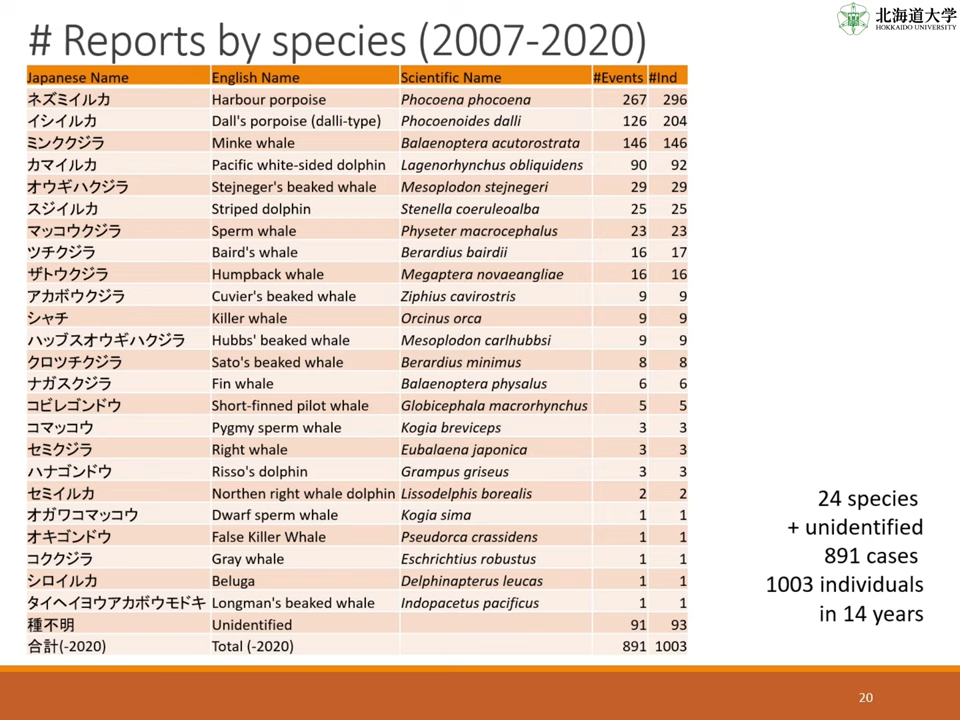 # Reports by species (2007-2020)
北海道大学
HOKKAIDO UNIVERSITY
Japanese Name English Name Scientific Name #Events #Ind
ネズミイルカ Harbour porpoise Phocoena phocoena 267 296
イシイルカ Dall's porpoise (dalli-type) Phocoenoides dalli 126 204
ミンククジラ Minke whale Balaenoptera acutorostrata 146 146
カマイルカ Pacific white-sided dolphin Lagenorhynchus obliquidens 90 92
オウギハクジラ Stejneger's beaked whale Mesoplodon stejnegeri 29 29
スジイルカ Striped dolphin Stenella coeruleoalba 25 25
マッコウクジラ Sperm whale Physeter macrocephalus 23 23
ツチクジラ Baird's whale Berardius bairdii 16 17
ザトウクジラ Humpback whale Megaptera novaeangliae 16 16
アカボウクジラ Cuvier's beaked whale Ziphius cavirostris 9 9
シャチ Killer whale Orcinus orca 9 9
ハッブスオウギハクジラ Hubbs' beaked whale Mesoplodon carlhubbsi 9 9
クロツチクジラ Sato's beaked whale Berardius minimus 8 8
ナガスクジラ Fin whale Balaenoptera physalus 6 6
コビレゴンドウ Short-finned pilot whale Globicephala macrorhynchus 5 5
コマッコウ Pygmy sperm whale Kogia breviceps 3 3
セミクジラ Right whale Eubalaena japonica 3 3
ハナゴンドウ Risso's dolphin Grampus griseus 3 3
セミイルカ Northen right whale dolphin Lissodelphis borealis 2 2
オガワコマッコウ Dwarf sperm whale Kogia sima 1 1
オキゴンドウ False Killer Whale Pseudorca crassidens 1 1
コククジラ Gray whale Eschrichtius robustus 1 1
シロイルカ Beluga Delphinapterus leucas 1 1
タイヘイヨウアカボウモドキ Longman's beaked whale Indopacetus pacificus 1 1
種不明 Unidentified 91 93
合計(-2020) Total (-2020) 891 1003
24 species
+ unidentified
891 cases
1003 individuals
in 14 years
20